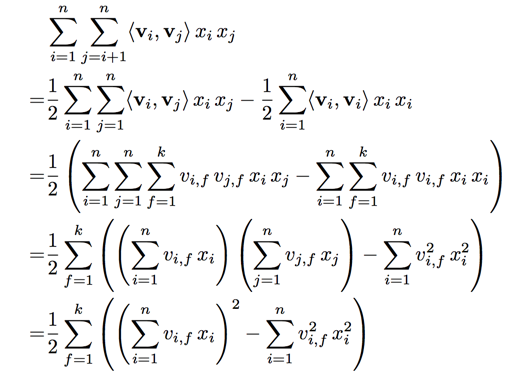 \sum_{i=1}^{n} \sum_{j=i+1}^{n} \langle \mathbf{v}_i, \mathbf{v}_j \rangle \, x_i \, x_j
= \frac{1}{2} \sum_{i=1}^{n} \sum_{j=1}^{n} \langle \mathbf{v}_i, \mathbf{v}_j \rangle \, x_i \, x_j - \frac{1}{2} \sum_{i=1}^{n} \langle \mathbf{v}_i, \mathbf{v}_i \rangle \, x_i \, x_i
= \frac{1}{2} \left( \sum_{i=1}^{n} \sum_{j=1}^{n} \sum_{f=1}^{k} v_{i,f} \, v_{j,f} \, x_i \, x_j - \sum_{i=1}^{n} \sum_{f=1}^{k} v_{i,f} \, v_{i,f} \, x_i \, x_i \right)
= \frac{1}{2} \sum_{f=1}^{k} \left( \left( \sum_{i=1}^{n} v_{i,f} \, x_i \right) \left( \sum_{j=1}^{n} v_{j,f} \, x_j \right) - \sum_{i=1}^{n} v_{i,f}^2 \, x_i^2 \right)
= \frac{1}{2} \sum_{f=1}^{k} \left( \left( \sum_{i=1}^{n} v_{i,f} \, x_i \right)^2 - \sum_{i=1}^{n} v_{i,f}^2 \, x_i^2 \right)